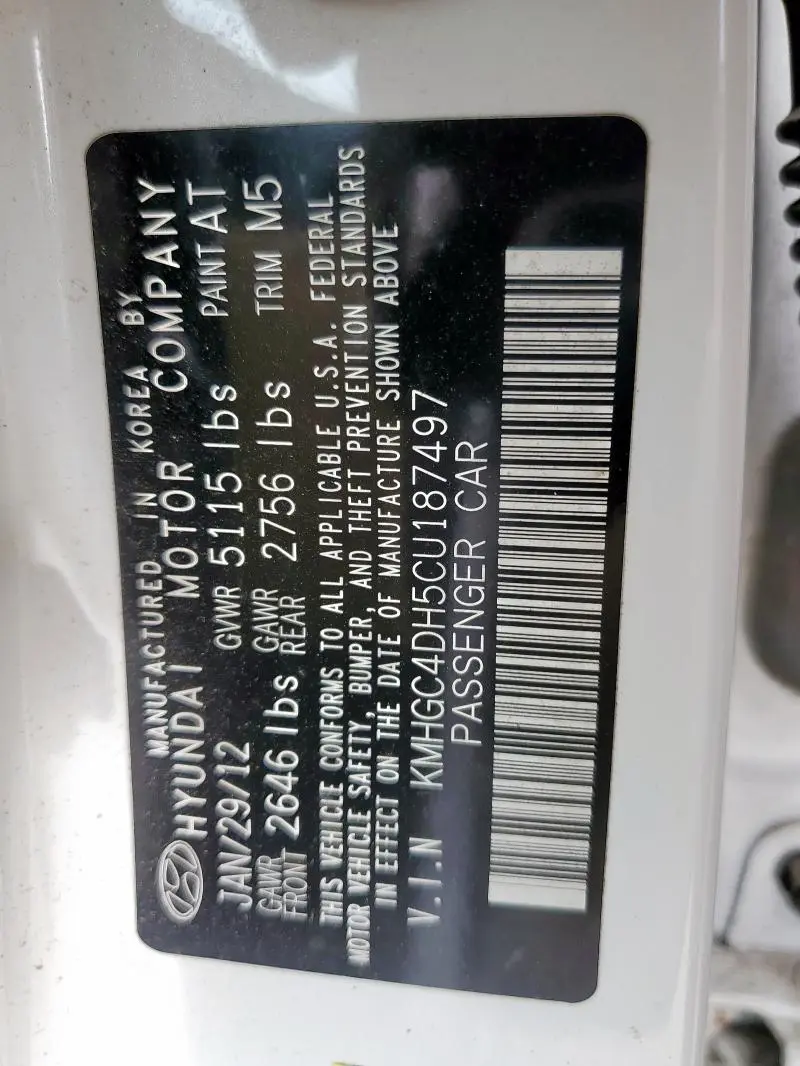 MANUFACTURED IN KOREA BY
HYUNDAI MOTOR COMPANY
JAN/29/12 GVWR 5115 lbs PAINT AT
GAWR FRONT 2646 lbs GAWR REAR 2756 lbs TRIM M5
THIS VEHICLE CONFORMS TO ALL APPLICABLE U.S.A. FEDERAL
MOTOR VEHICLE SAFETY, BUMPER, AND THEFT PREVENTION STANDARDS
IN EFFECT ON THE DATE OF MANUFACTURE SHOWN ABOVE
V.I.N KMHGC4DH5CU187497
PASSENGER CAR